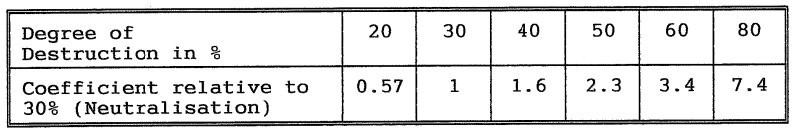 Degree of Destruction in % 20 30 40 50 60 80
Coefficient relative to 30% (Neutralisation) 0.57 1 1.6 2.3 3.4 7.4